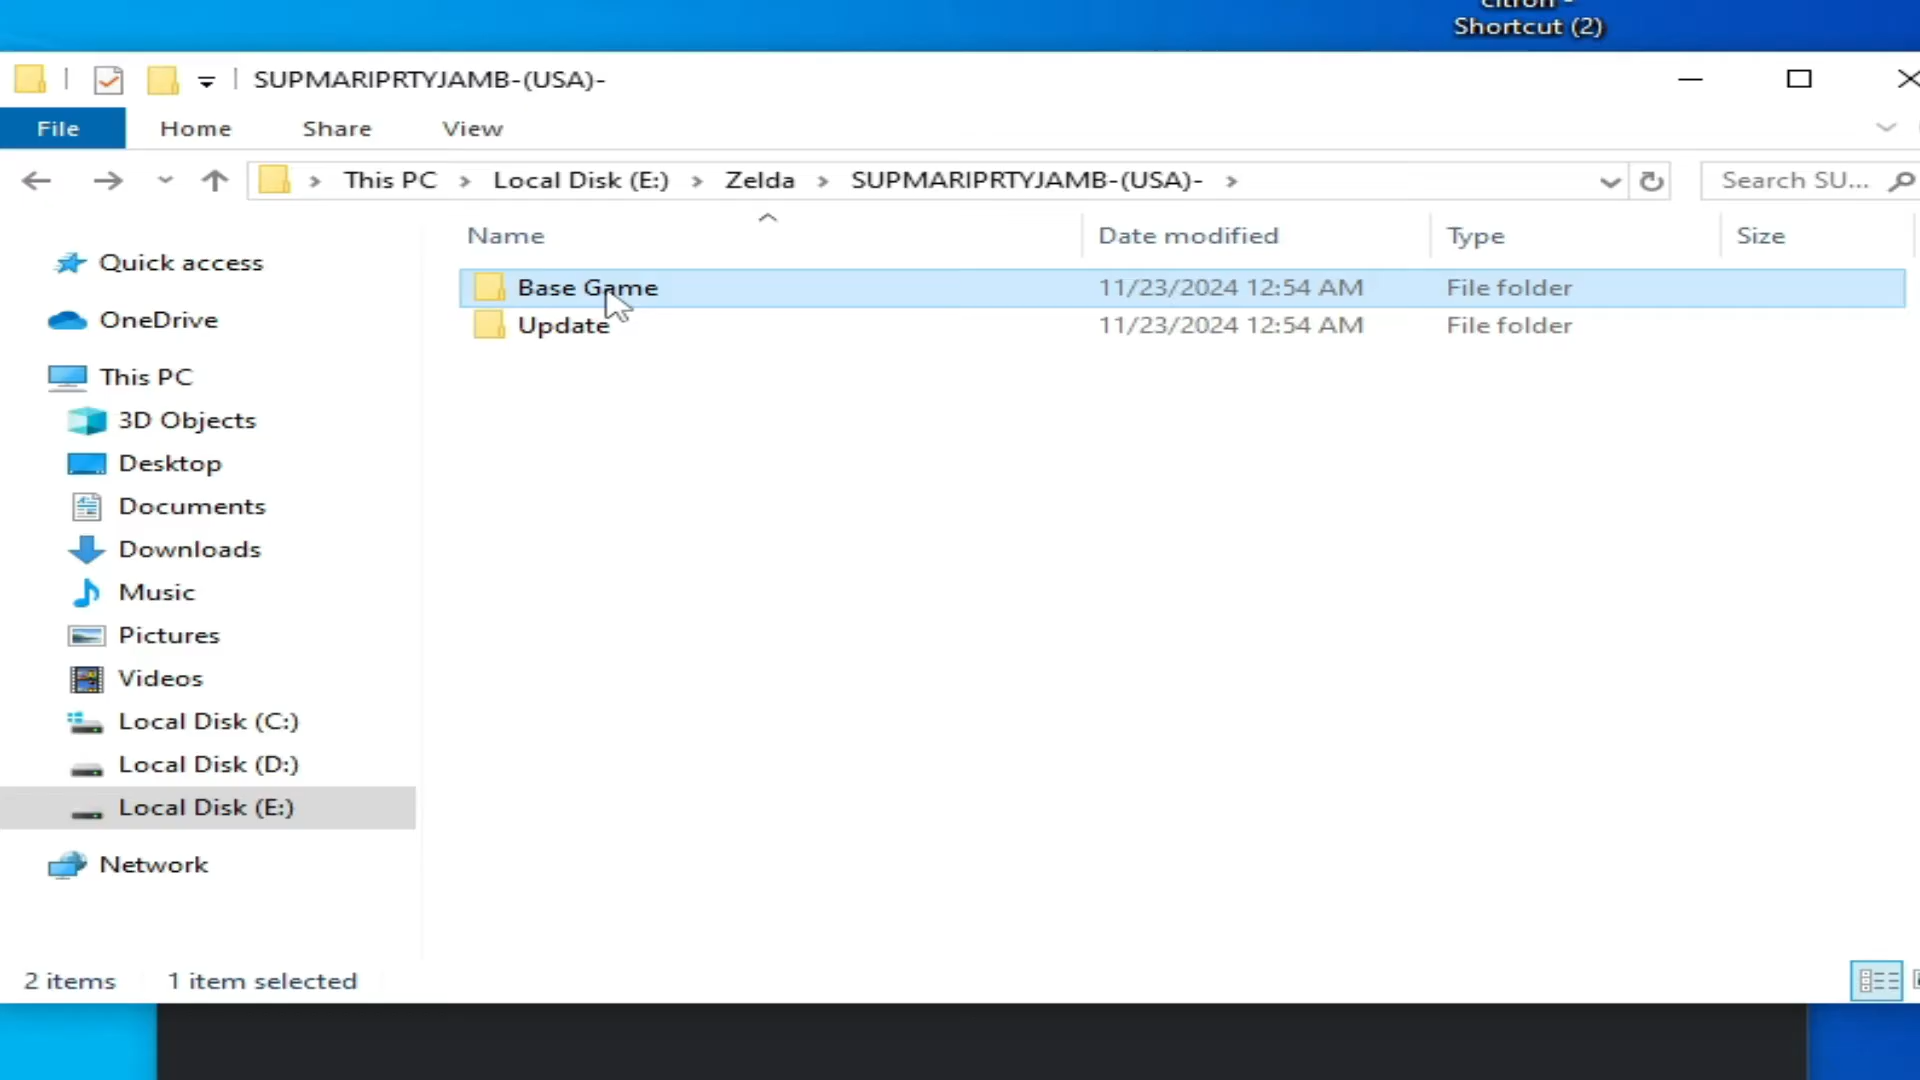 citron -
Shortcut (2)
SUPMARIPRTYJAMB-(USA)-
File Home Share View
This PC Local Disk (E:) Zelda SUPMARIPRTYJAMB-(USA)- Search SU...
Name Date modified Type Size
Base Game 11/23/2024 12:54 AM File folder
Update 11/23/2024 12:54 AM File folder
Quick access
OneDrive
This PC
3D Objects
Desktop
Documents
Downloads
Music
Pictures
Videos
Local Disk (C:)
Local Disk (D:)
Local Disk (E:)
Network
2 items 1 item selected